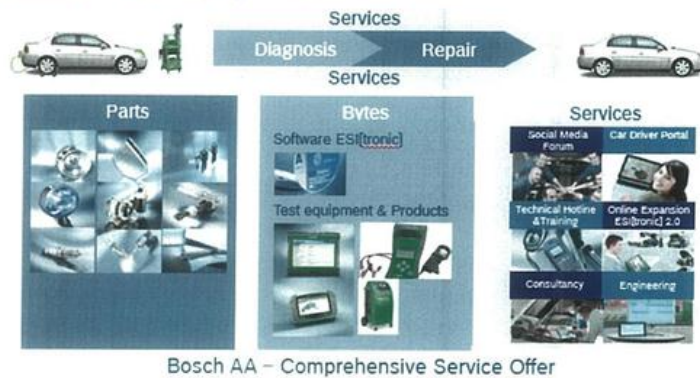 Services
Diagnosis Repair
Services
Parts
Bytes
Services
Software ESI[tronic]
Test equipment & Products
Social Media
Forum
Car Driver Portal
Technical Hotline
&Training
Online Expansion
ESI[tronic] 2.0
Consultancy
Engineering
Bosch AA – Comprehensive Service Offer